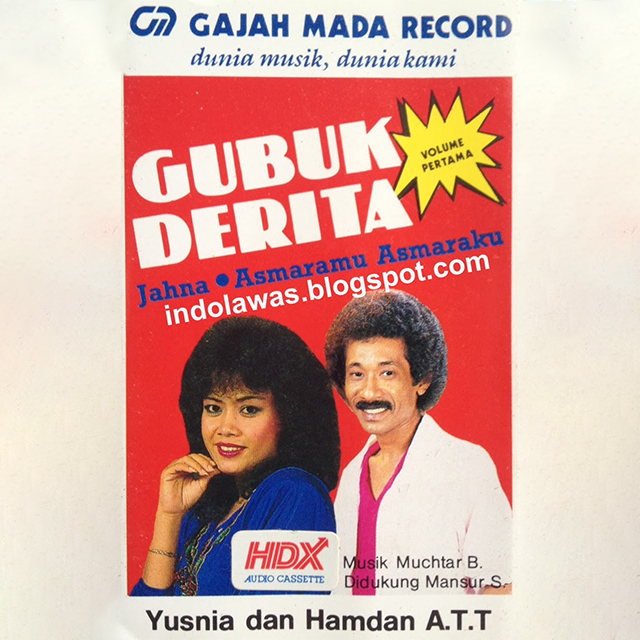 GAJAH MADA RECORD
dunia musik, dunia kami
GUBUK
DERITA
VOLUME
PERTAMA
Jahna • Asmaramu Asmaraku
indolawas.blogspot.com
HDX
AUDIO CASSETTE
Musik Muchtar B.
Didukung Mansur S.
Yusnia dan Hamdan A.T.T